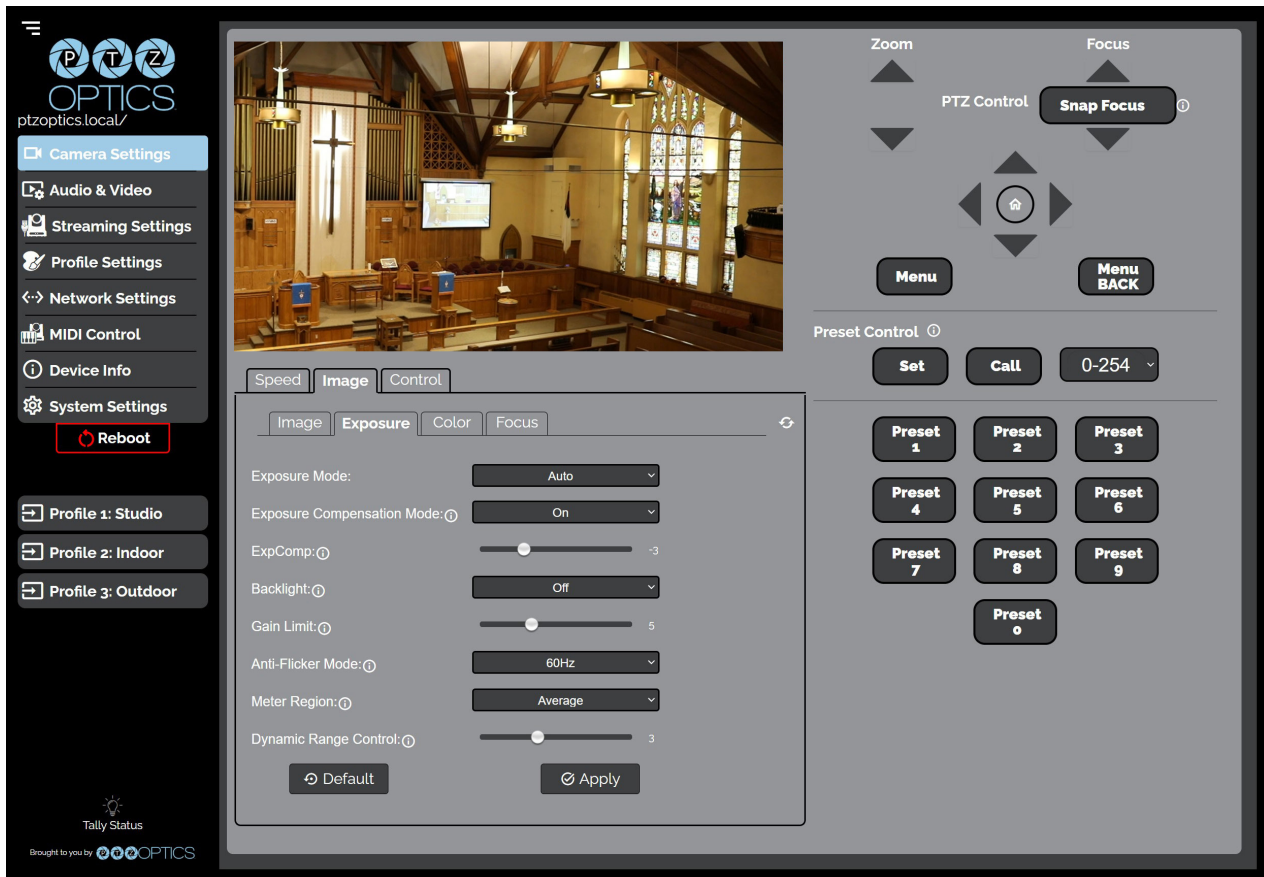 PTZ
OPTICS
ptzoptics.local/
Camera Settings
Audio & Video
Streaming Settings
Profile Settings
Network Settings
MIDI Control
Device Info
System Settings
Reboot
Profile 1: Studio
Profile 2: Indoor
Profile 3: Outdoor
Tally Status
Brought to you by PTZOPTICS
Speed Image Control
Image Exposure Color Focus
Exposure Mode: Auto
Exposure Compensation Mode: On
ExpComp: -3
Backlight: Off
Gain Limit: 5
Anti-Flicker Mode: 60Hz
Meter Region: Average
Dynamic Range Control: 3
Default Apply
Zoom Focus
PTZ Control Snap Focus
Menu Menu
BACK
Preset Control
Set Call 0-254
Preset
1
Preset
2
Preset
3
Preset
4
Preset
5
Preset
6
Preset
7
Preset
8
Preset
9
Preset
0